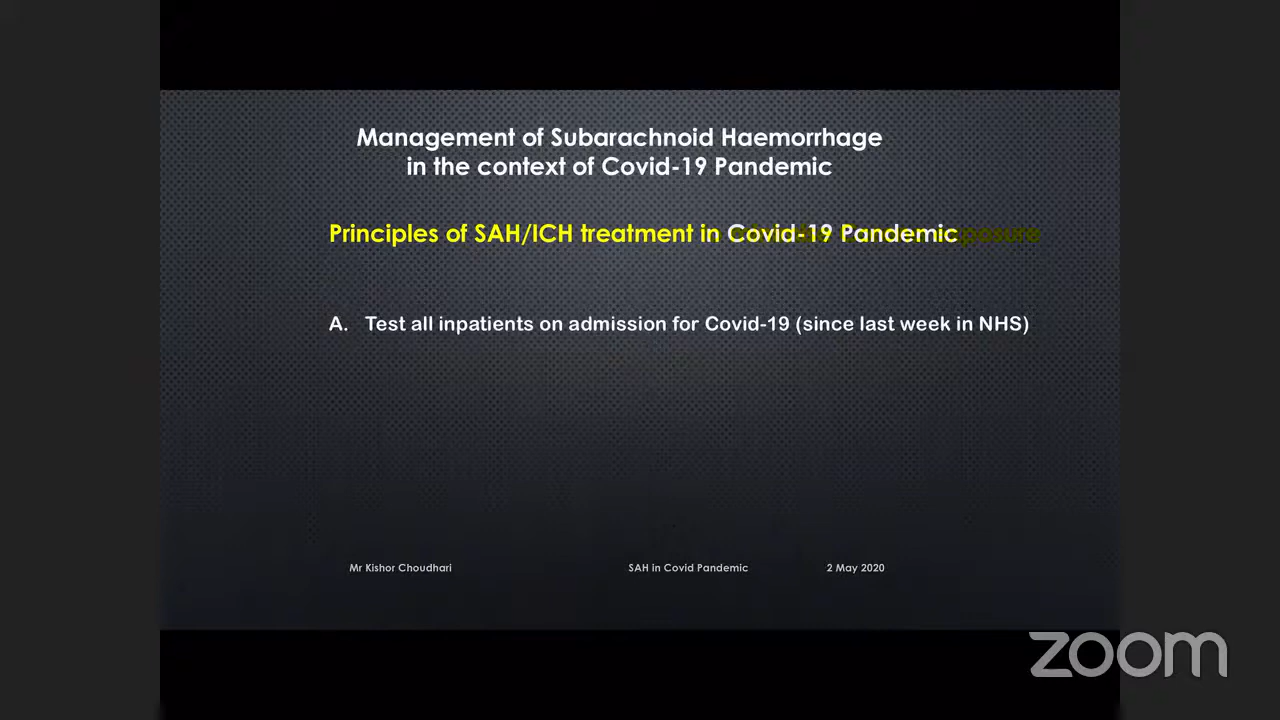 Management of Subarachnoid Haemorrhage
in the context of Covid-19 Pandemic
Principles of SAH/ICH treatment in Covid-19 Pandemic
A. Test all inpatients on admission for Covid-19 (since last week in NHS)
Mr Kishor Choudhari SAH in Covid Pandemic 2 May 2020
zoom